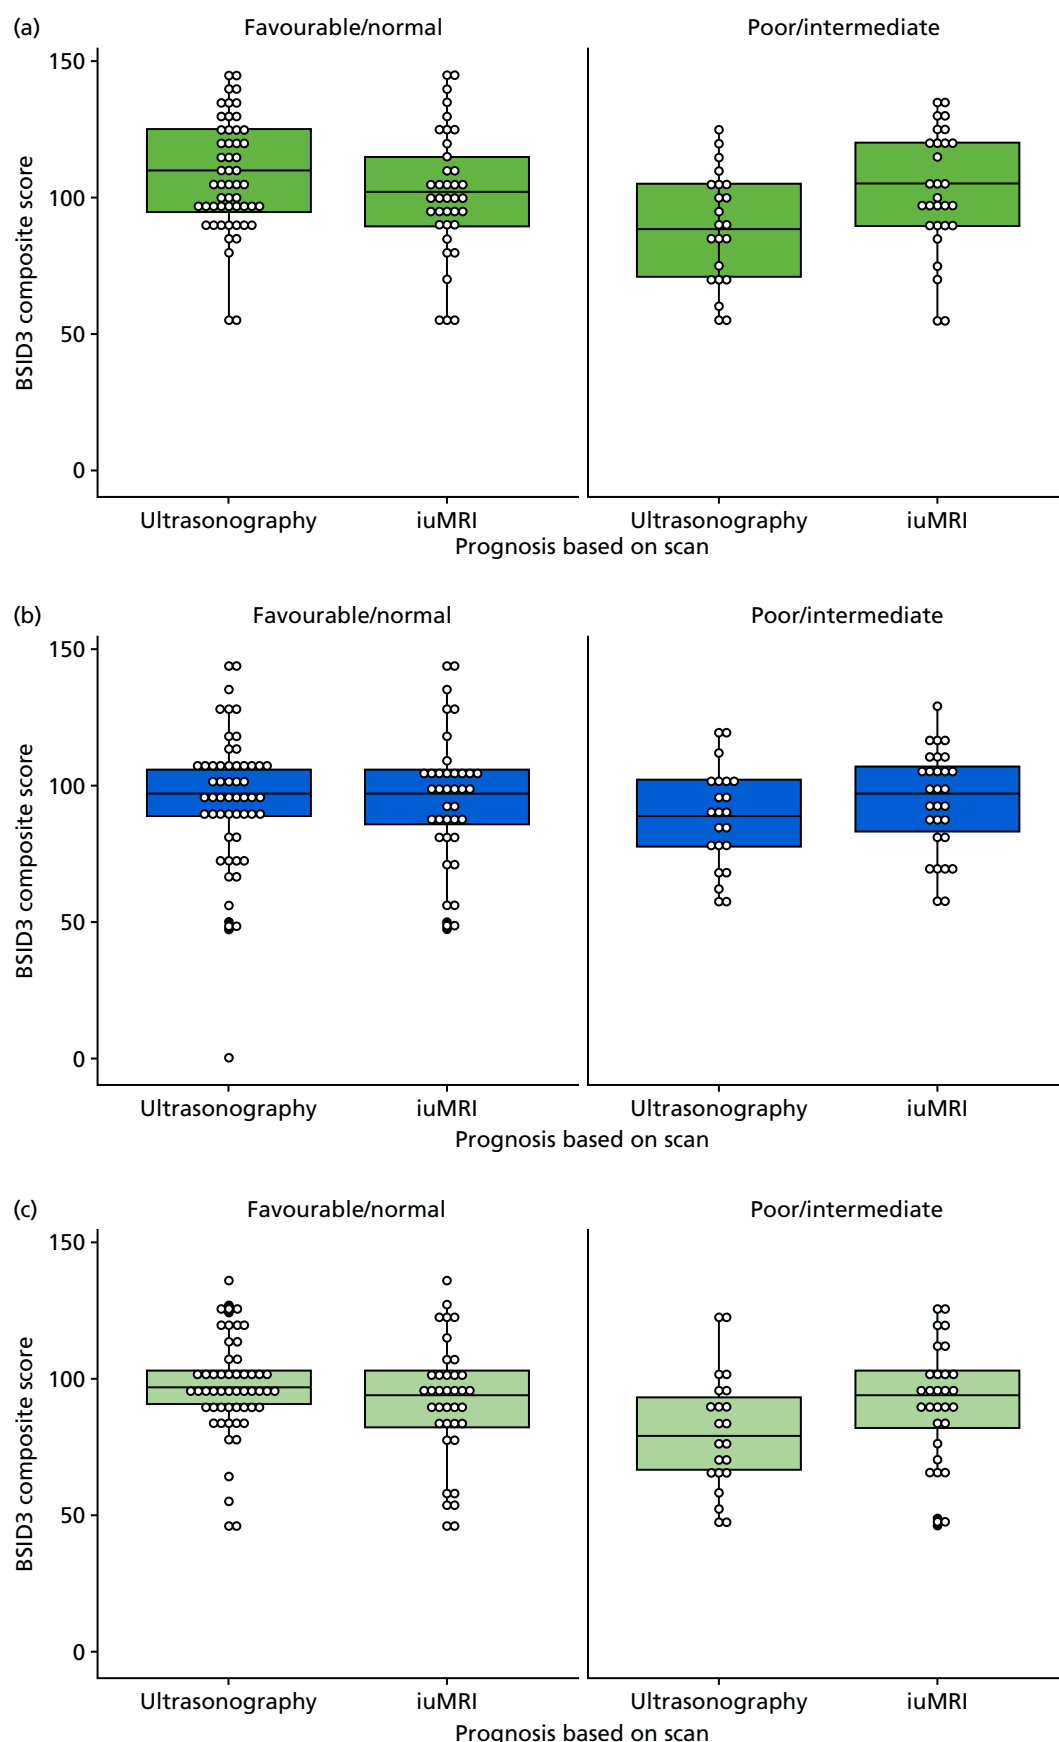 (a)
Favourable/normal
Poor/intermediate
150
100
50
0
BSID3 composite score
Ultrasonography
iuMRI
Ultrasonography
iuMRI
Prognosis based on scan
(b)
Favourable/normal
Poor/intermediate
150
100
50
0
BSID3 composite score
Ultrasonography
iuMRI
Ultrasonography
iuMRI
Prognosis based on scan
(c)
Favourable/normal
Poor/intermediate
150
100
50
0
BSID3 composite score
Ultrasonography
iuMRI
Ultrasonography
iuMRI
Prognosis based on scan